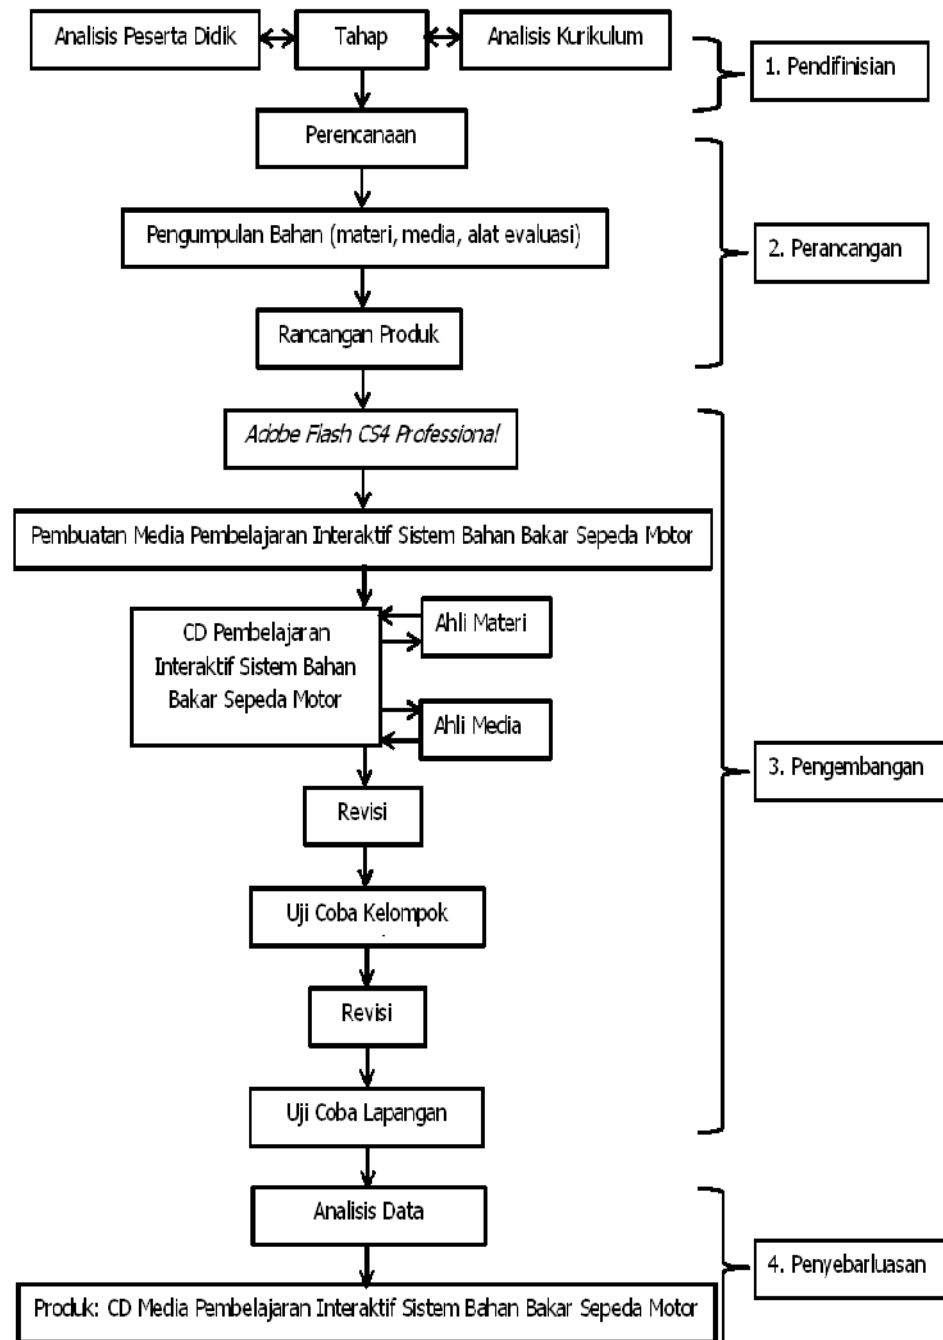 Analisis Peserta Didik
Tahap
Analisis Kurikulum
1. Pendifinisian
Perencanaan
Pengumpulan Bahan (materi, media, alat evaluasi)
2. Perancangan
Rancangan Produk
Adobe Flash CS4 Professional
Pembuatan Media Pembelajaran Interaktif Sistem Bahan Bakar Sepeda Motor
CD Pembelajaran
Interaktif Sistem Bahan
Bakar Sepeda Motor
Ahli Materi
Ahli Media
3. Pengembangan
Revisi
Uji Coba Kelompok
Revisi
Uji Coba Lapangan
Analisis Data
4. Penyebarluasan
Produk: CD Media Pembelajaran Interaktif Sistem Bahan Bakar Sepeda Motor